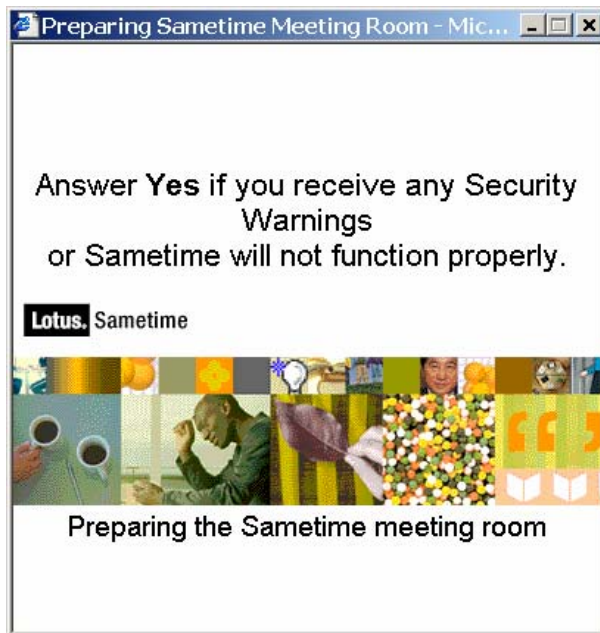 Preparing Sametime Meeting Room - Mic...
Answer Yes if you receive any Security
Warnings
or Sametime will not function properly.
Lotus. Sametime
Preparing the Sametime meeting room